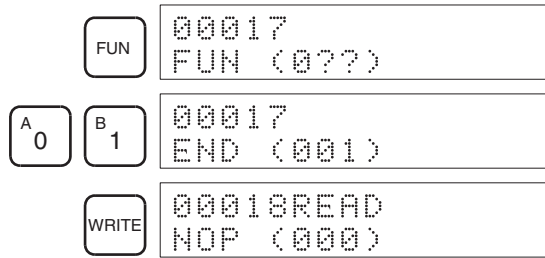 FUN
00017
FUN (0??)
A 0
B 1
00017
END (001)
WRITE
00018READ
NOP (000)